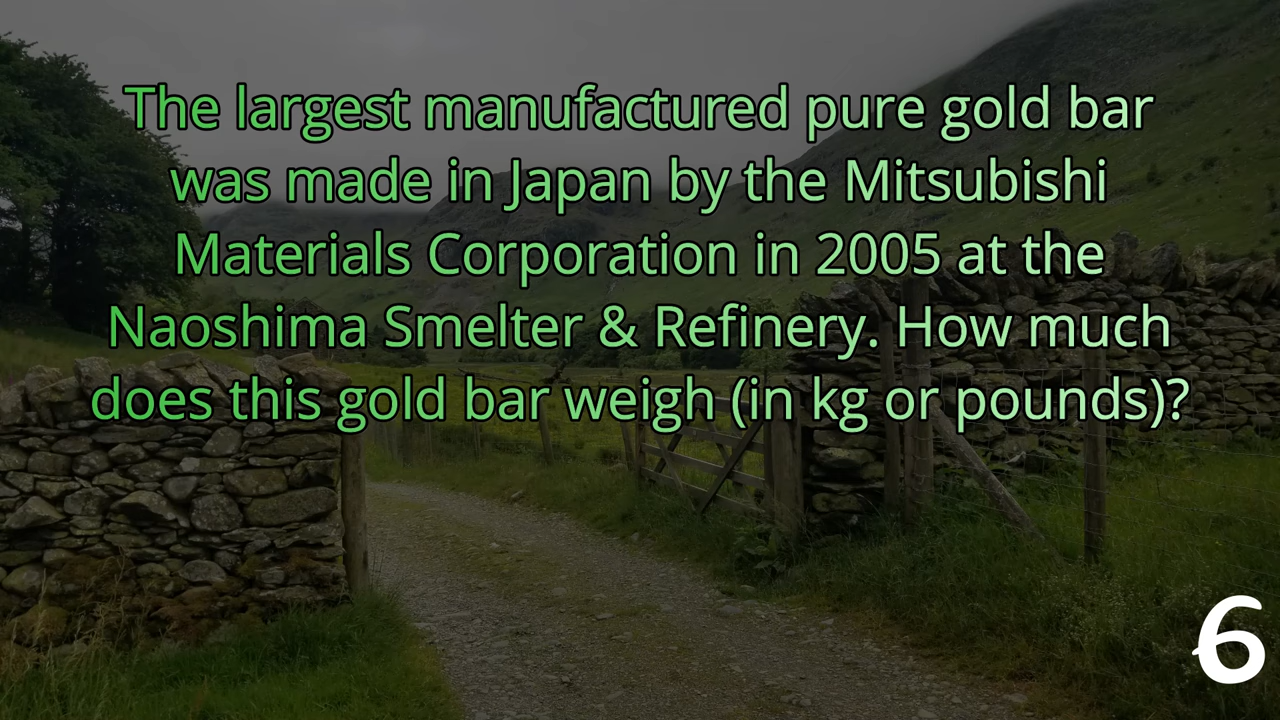 The largest manufactured pure gold bar
was made in Japan by the Mitsubishi
Materials Corporation in 2005 at the
Naoshima Smelter & Refinery. How much
does this gold bar weigh (in kg or pounds)?
6